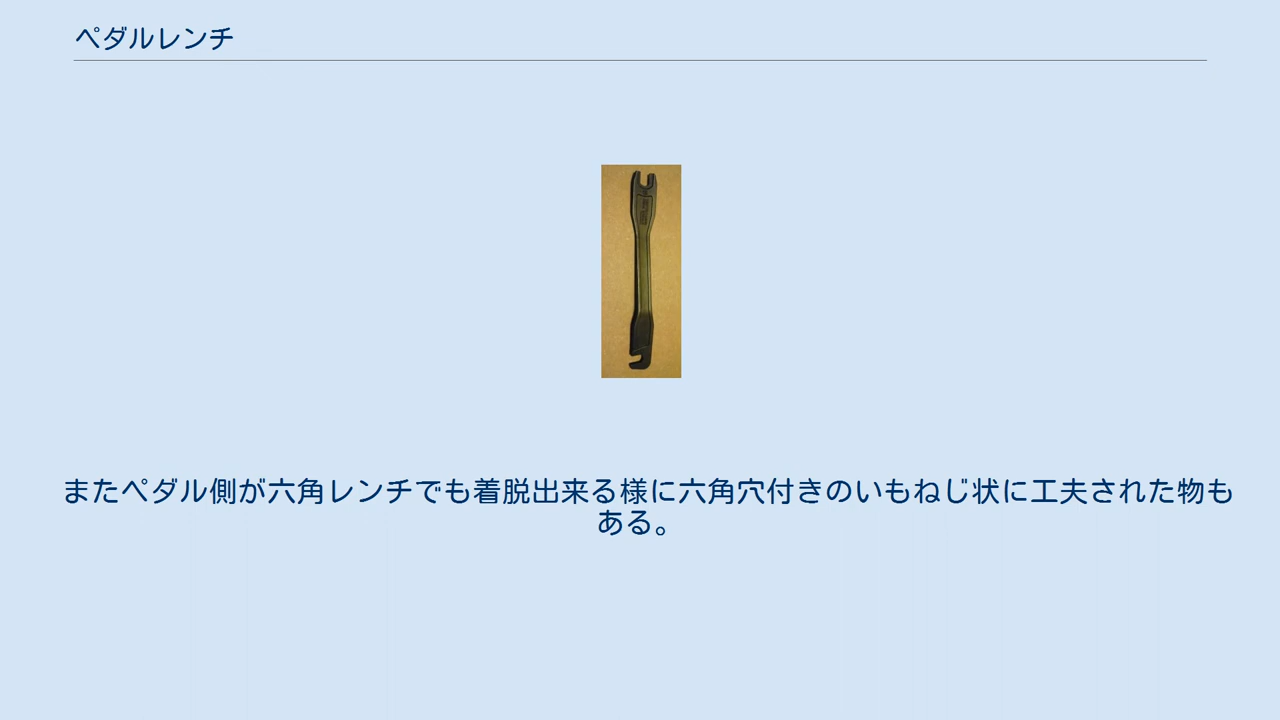 ペダルレンチ
またペダル側が六角レンチでも着脱出来る様に六角穴付きのいもねじ状に工夫された物も
ある。